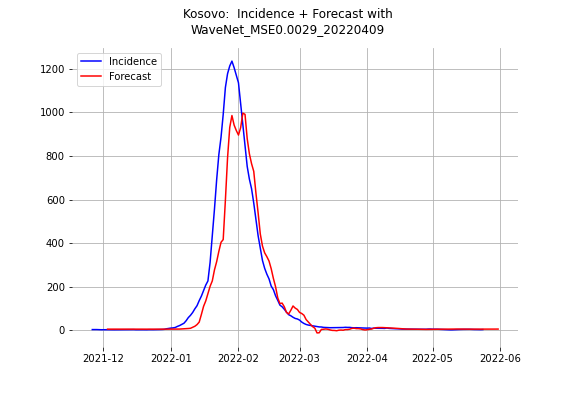 Kosovo:  Incidence + Forecast with
WaveNet_MSE0.0029_20220409
Incidence
Forecast
1200
1000
800
600
400
200
0
2021-12 2022-01 2022-02 2022-03 2022-04 2022-05 2022-06